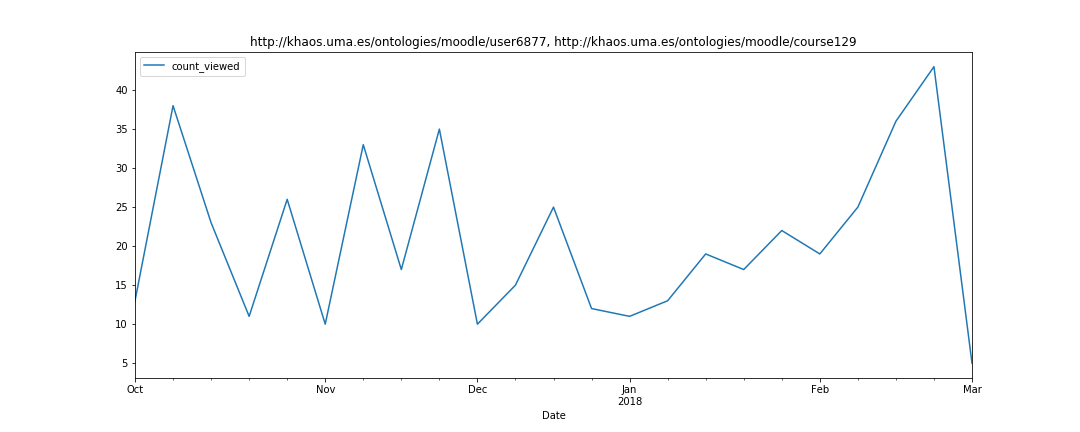 http://khaos.uma.es/ontologies/moodle/user6877, http://khaos.uma.es/ontologies/moodle/course129
count_viewed
40
35
30
25
20
15
10
5
Oct Nov Dec Jan Feb Mar
2018
Date